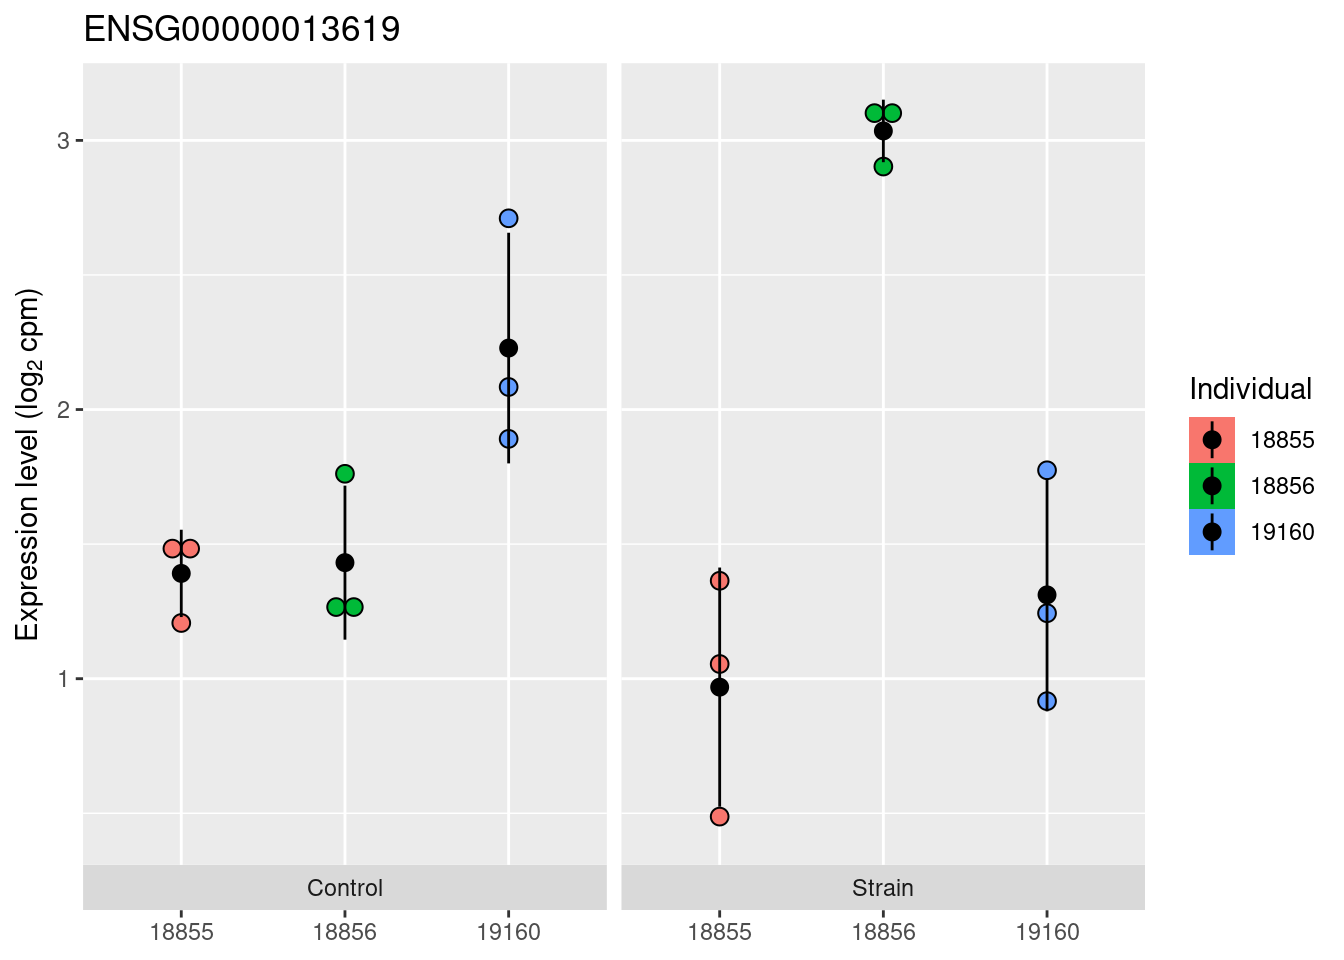 ENSG00000013619
Expression level (log₂ cpm)
3
2
1
Control
Strain
18855
18856
19160
18855
18856
19160
Individual
18855
18856
19160